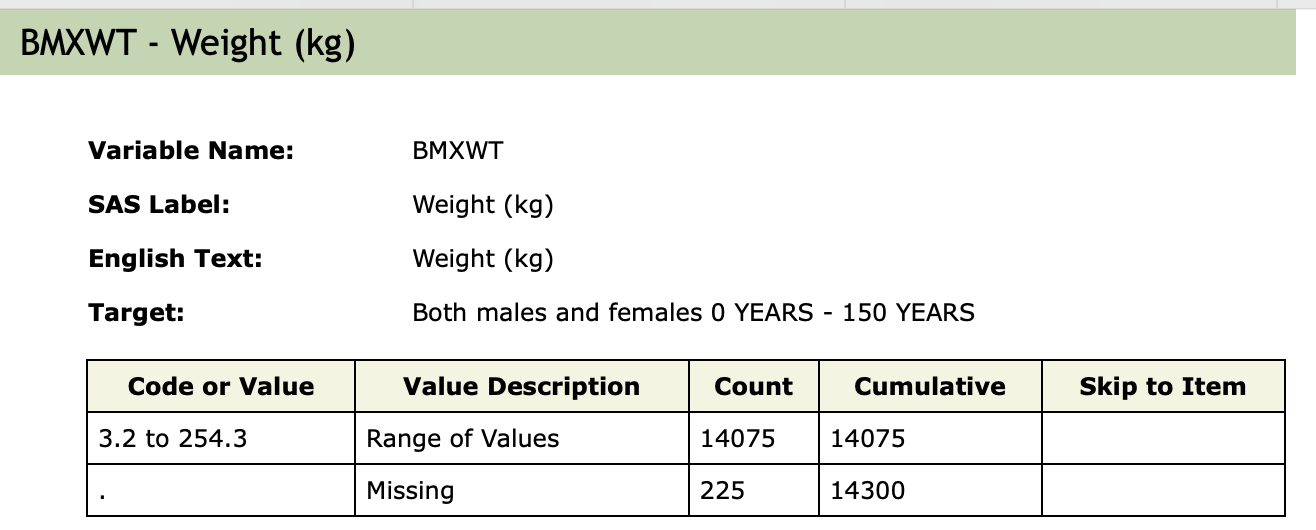 BMXWT - Weight (kg)
Variable Name: BMXWT
SAS Label: Weight (kg)
English Text: Weight (kg)
Target: Both males and females 0 YEARS - 150 YEARS
Code or Value Value Description Count Cumulative Skip to Item
3.2 to 254.3 Range of Values 14075 14075
. Missing 225 14300